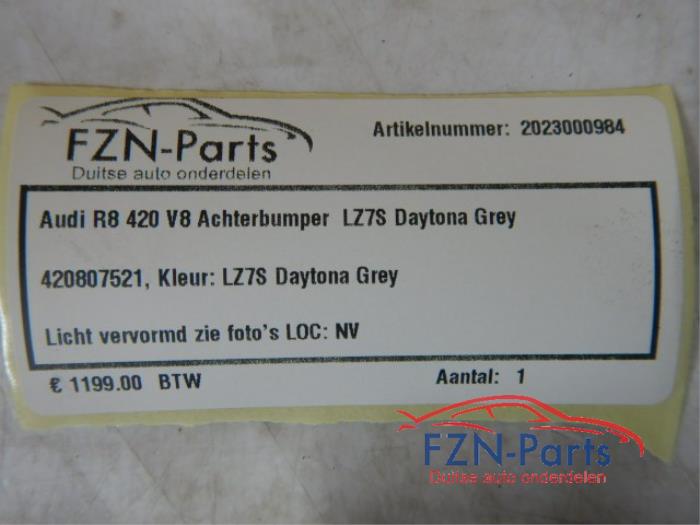 FZN-Parts
Duitse auto onderdelen
Artikelnummer: 2023000984
Audi R8 420 V8 Achterbumper LZ7S Daytona Grey
420807521, Kleur: LZ7S Daytona Grey
Licht vervormd zie foto's LOC: NV
€ 1199.00 BTW
Aantal: 1
FZN-Parts
Duitse auto onderdelen